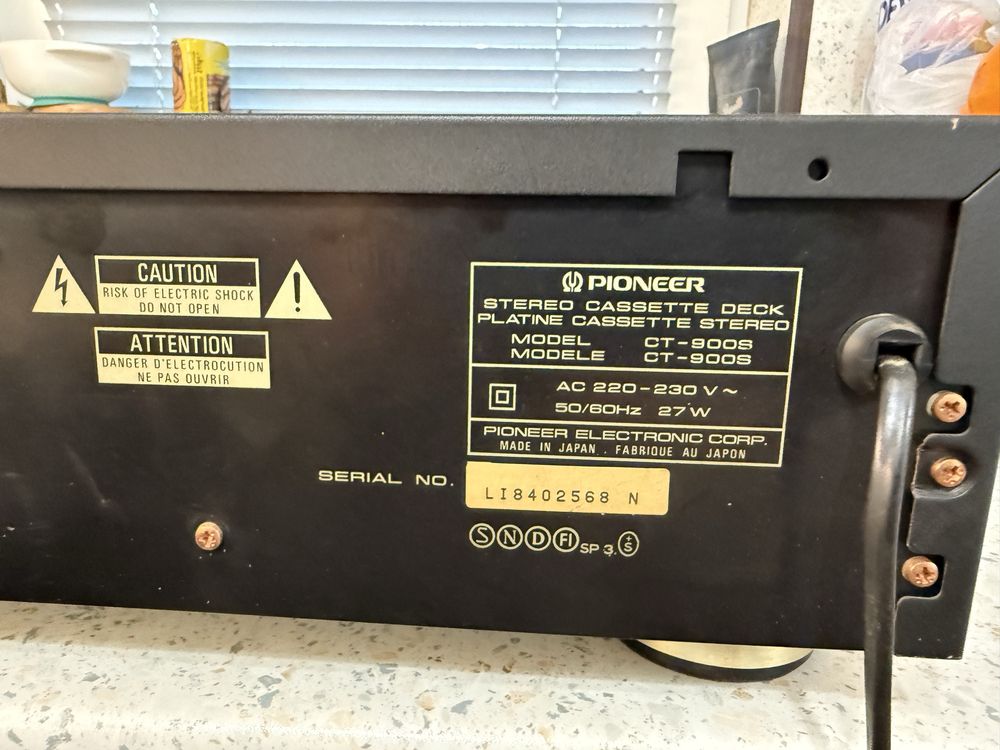 CAUTION
RISK OF ELECTRIC SHOCK
DO NOT OPEN
ATTENTION
DANGER D'ELECTROCUTION
NE PAS OUVRIR
PIONEER
STEREO CASSETTE DECK
PLATINE CASSETTE STEREO
MODEL CT-900S
MODELE CT-900S
AC 220-230 V ~
50/60Hz 27 W
PIONEER ELECTRONIC CORP.
MADE IN JAPAN . FABRIQUE AU JAPON
SERIAL NO. LI8402568 N
S N D FI SP 3. +S